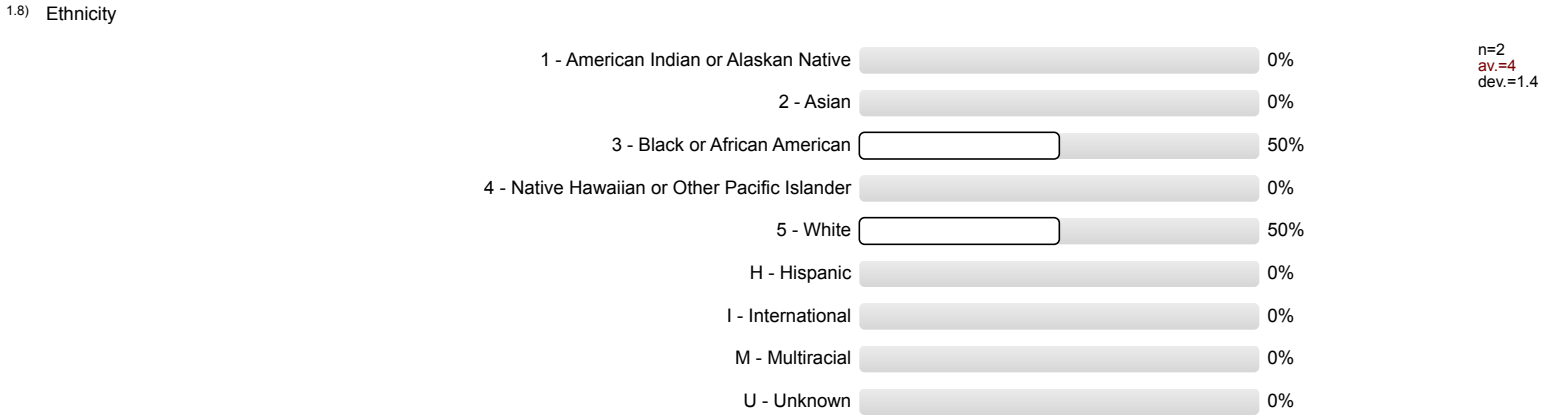 1.8) Ethnicity
1 - American Indian or Alaskan Native 0%
2 - Asian 0%
3 - Black or African American 50%
4 - Native Hawaiian or Other Pacific Islander 0%
5 - White 50%
H - Hispanic 0%
I - International 0%
M - Multiracial 0%
U - Unknown 0%
n=2
av.=4
dev.=1.4